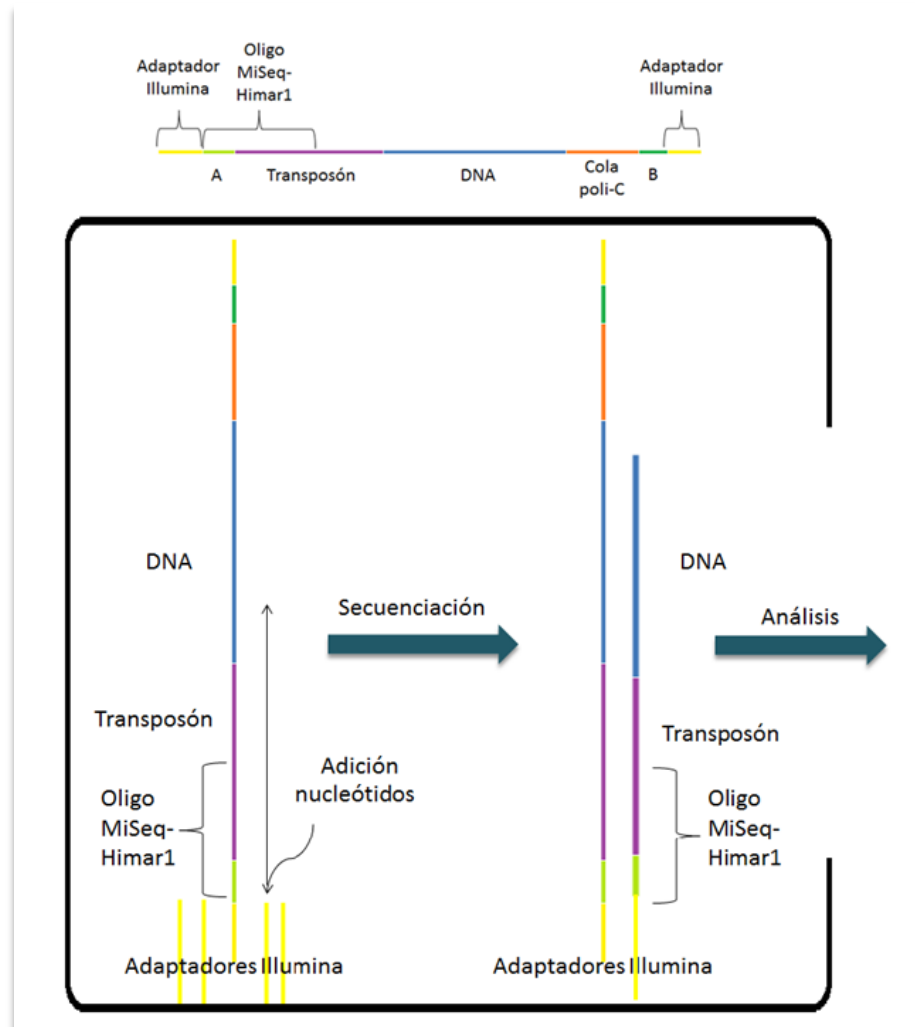 Oligo
MiSeq-
Himar1
Adaptador
Illumina
Adaptador
Illumina
A
Transposón
DNA
Cola
poli-C
B
DNA
Transposón
Oligo
MiSeq-
Himar1
Adición
nucleótidos
Adaptadores Illumina
Secuenciación
DNA
Transposón
Oligo
MiSeq-
Himar1
Adaptadores Illumina
Análisis